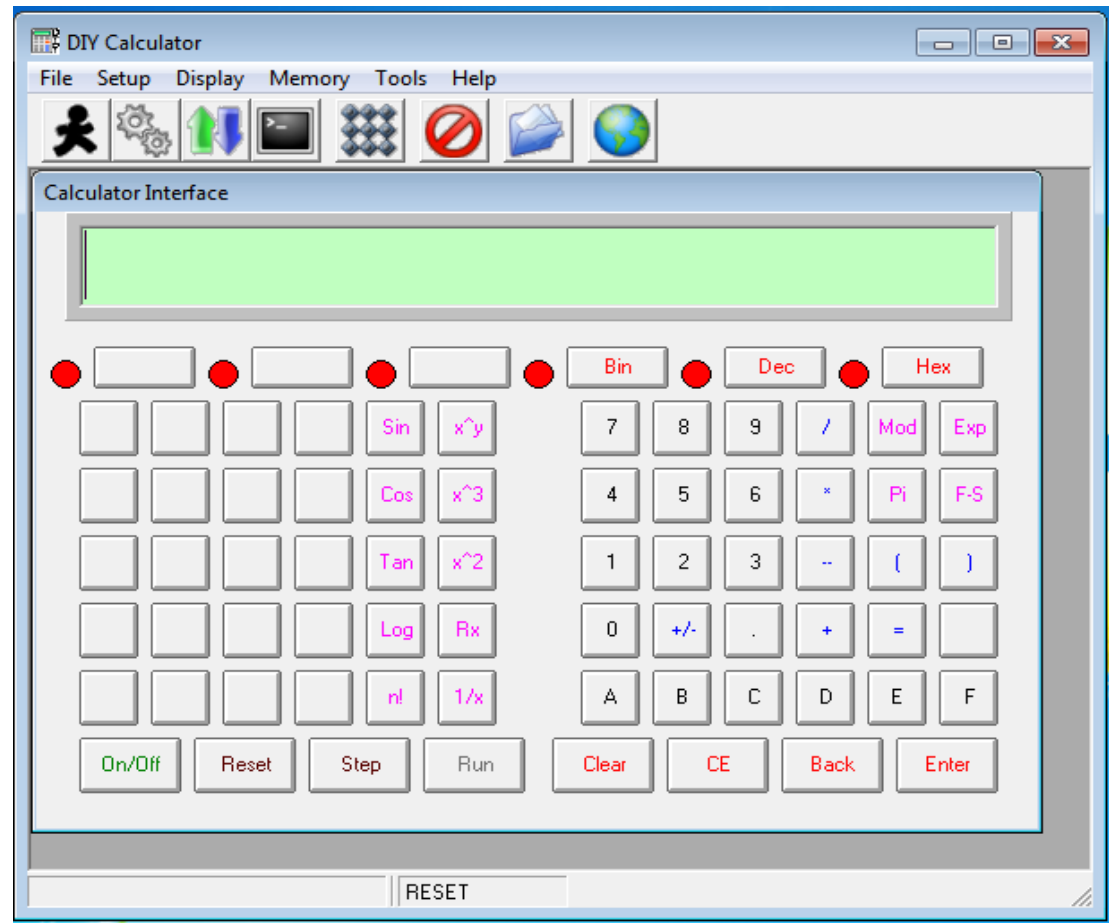 DIY Calculator
File Setup Display Memory Tools Help
>_
Calculator Interface
Bin Dec Hex
Sin x^y 7 8 9 / Mod Exp
Cos x^3 4 5 6 * Pi F-S
Tan x^2 1 2 3 -- ( )
Log Rx 0 +/- . + =
n! 1/x A B C D E F
On/Off Reset Step Run Clear CE Back Enter
RESET